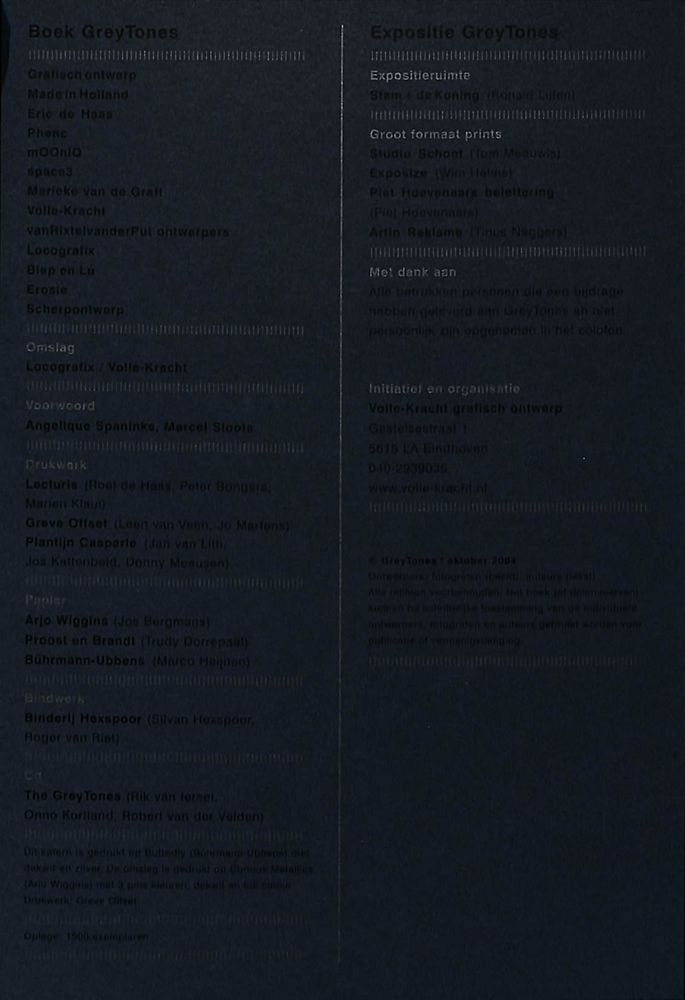 Boek GreyTones
Grafisch ontwerp
Made in Holland
Eric de Haas
Phenc
mOOniQ
space3
Marieke van de Graft
Volle-Kracht
vanRixtelvanderPut ontwerpers
Locografix
Biep en Lu
Erosie
Scherpontwerp
Omslag
Locografix / Volle-Kracht
Voorwoord
Angelique Spaninks, Marcel Sloots
Drukwerk
Lecturis (Roel de Haas, Peter Bongers,
Marien Klaui)
Greve Offset (Leen van Veen, Jo Martens)
Plantijn Casparie (Jan van Lith,
Jos Kattenbeld, Donny Meeusen)
Papier
Arjo Wiggins (Jos Bergmans)
Proost en Brandt (Trudy Dorrepaal)
Bührmann-Ubbens (Marco Heijnen)
Bindwerk
Binderij Hexspoor (Silvan Hexspoor,
Roger van Riel)
Cd
The GreyTones (Rik van Iersel,
Onno Kortland, Robert van der Velden)
Dit katern is gedrukt op Butterfly (Bührmann Ubbens) met
dekwit en zilver. De omslag is gedrukt op Curious Metallics
(Arjo Wiggins) met 3 pms kleuren, dekwit en full colour
Drukwerk: Greve Offset
Oplage: 1500 exemplaren
Expositie GreyTones
Expositieruimte
Stam + de Koning (Ronald Lijten)
Groot formaat prints
Studio Schoot (Tom Meeuwis)
Exposize (Wim Helms)
Piet Hoevenaars belettering
(Piet Hoevenaars)
Artin Reklame (Tinus Naggers)
Met dank aan
Alle betrokken personen die een bijdrage
hebben geleverd aan GreyTones en niet
persoonlijk zijn opgenomen in het colofon.
Initiatief en organisatie
Volle-Kracht grafisch ontwerp
Gestelsestraat 1
5615 LA Eindhoven
040-2939035
www.volle-kracht.nl
© GreyTones / oktober 2004
Ontwerpers / fotografen (beeld), auteurs (tekst)
Alle rechten voorbehouden. Het boek (of delen hiervan)
kunnen na schriftelijke toestemming van de individuele
ontwerpers, fotografen en auteurs gebruikt worden voor
publicatie of vermenigvuldiging.